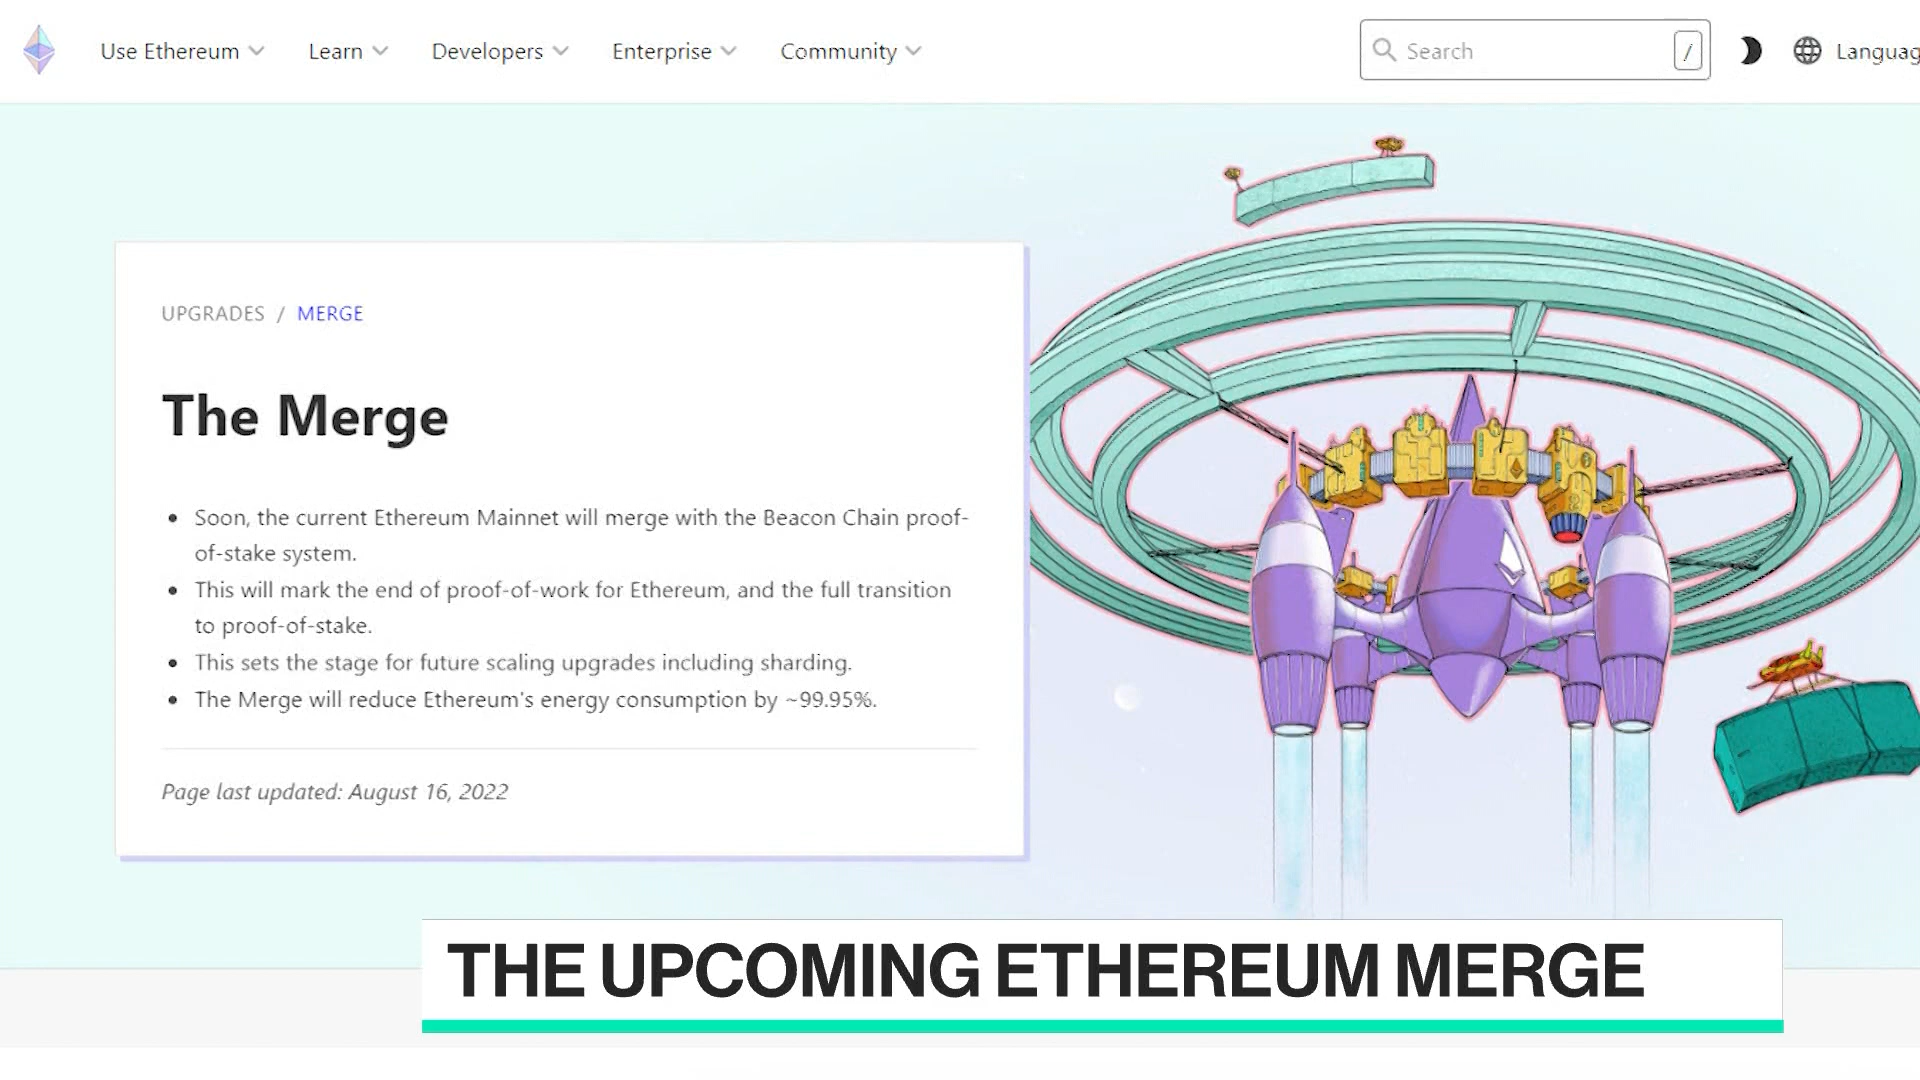 Use Ethereum Learn Developers Enterprise Community Search / Languag
UPGRADES / MERGE
The Merge
• Soon, the current Ethereum Mainnet will merge with the Beacon Chain proof-
of-stake system.
• This will mark the end of proof-of-work for Ethereum, and the full transition
to proof-of-stake.
• This sets the stage for future scaling upgrades including sharding.
• The Merge will reduce Ethereum's energy consumption by ~99.95%.
Page last updated: August 16, 2022
THE UPCOMING ETHEREUM MERGE